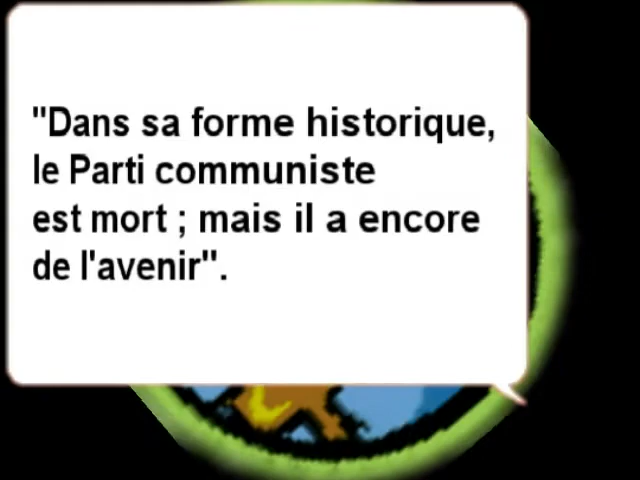 "Dans sa forme historique,
le Parti communiste
est mort ; mais il a encore
de l'avenir".